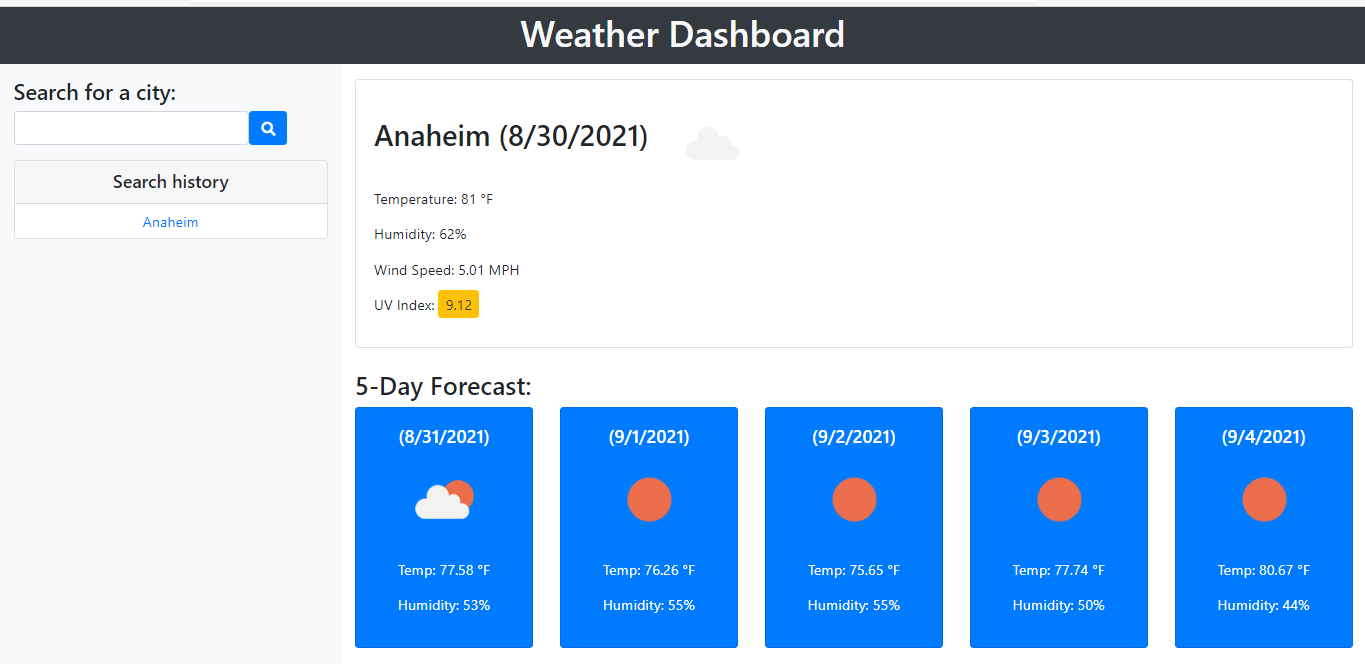 Weather Dashboard
Search for a city:
Search history
Anaheim
Anaheim (8/30/2021)
Temperature: 81 °F
Humidity: 62%
Wind Speed: 5.01 MPH
UV Index: 9.12
5-Day Forecast:
(8/31/2021)
Temp: 77.58 °F
Humidity: 53%
(9/1/2021)
Temp: 76.26 °F
Humidity: 55%
(9/2/2021)
Temp: 75.65 °F
Humidity: 55%
(9/3/2021)
Temp: 77.74 °F
Humidity: 50%
(9/4/2021)
Temp: 80.67 °F
Humidity: 44%